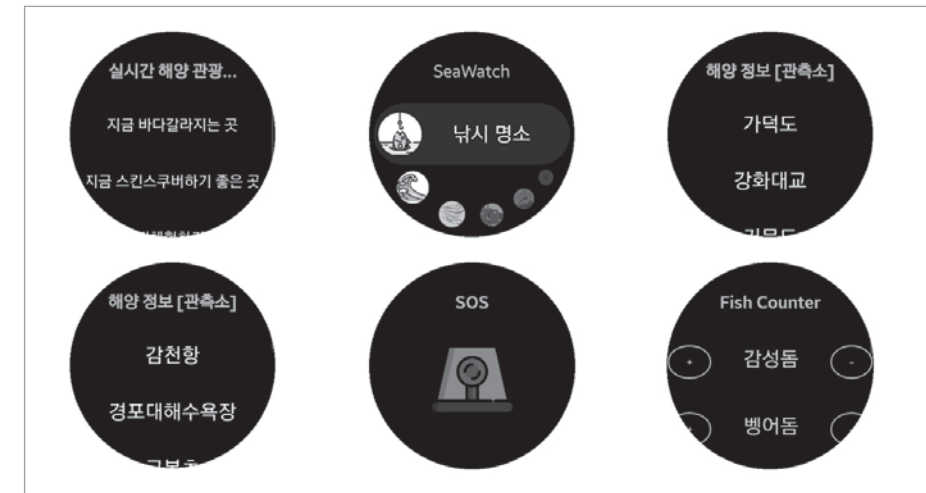 실시간 해양 관광...
지금 바다갈라지는 곳
지금 스킨스쿠버하기 좋은 곳
SeaWatch
낚시 명소
해양 정보 [관측소]
가덕도
강화대교
해양 정보 [관측소]
감천항
경포대해수욕장
SOS
Fish Counter
+ 감성돔 -
+ 벵어돔